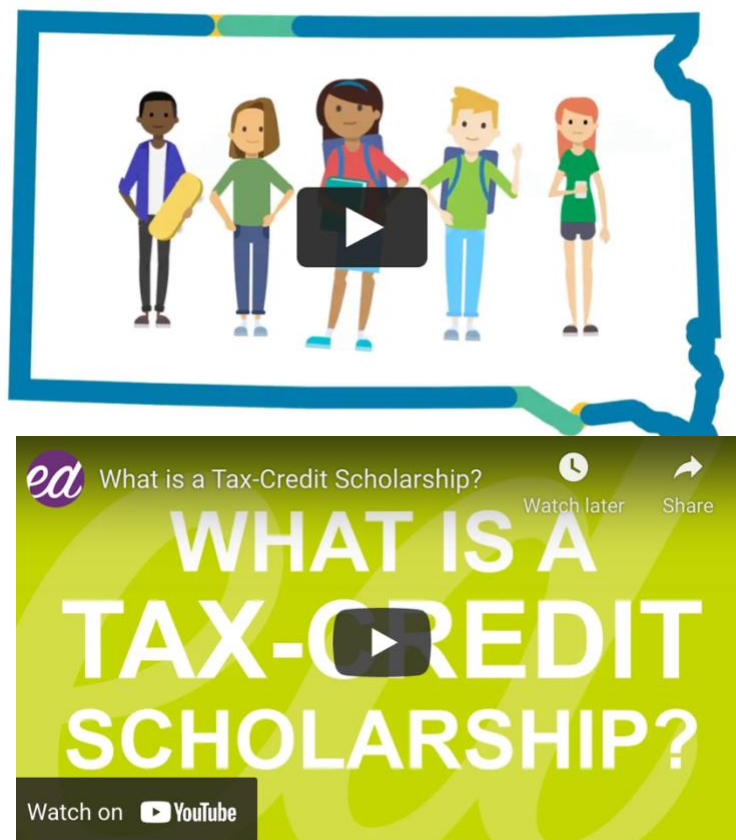 ed What is a Tax-Credit Scholarship?
Watch later Share
WHAT IS A
TAX-CREDIT
SCHOLARSHIP?
Watch on YouTube